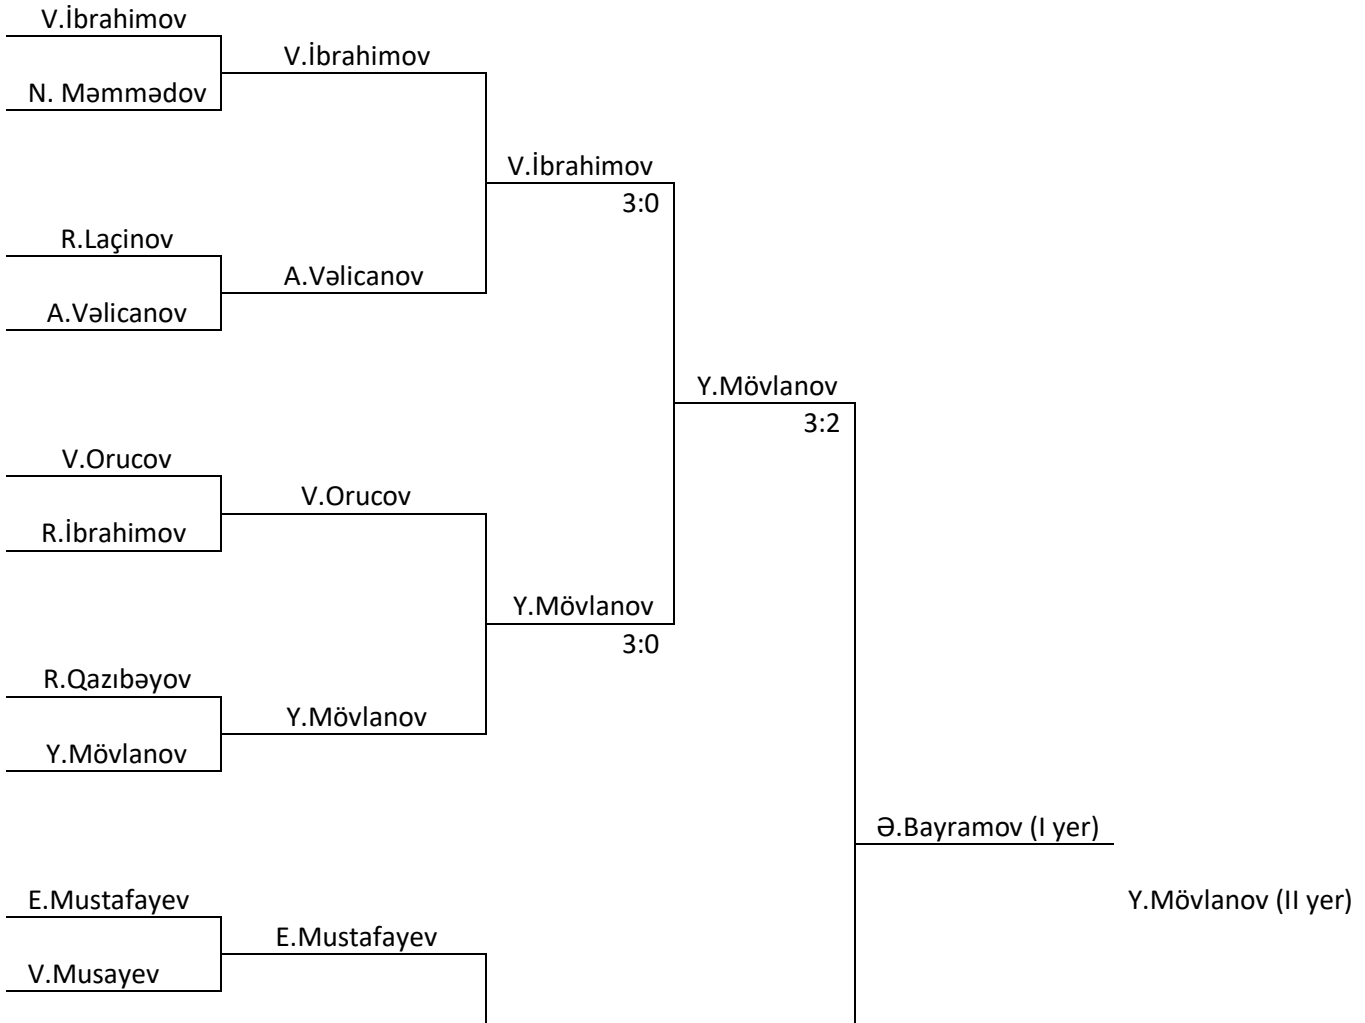 V.İbrahimov
V.İbrahimov
N. Məmmədov
V.İbrahimov
3:0
R.Laçinov
A.Vəlicanov
A.Vəlicanov
Y.Mövlanov
3:2
V.Orucov
V.Orucov
R.İbrahimov
Y.Mövlanov
3:0
R.Qazıbəyov
Y.Mövlanov
Y.Mövlanov
Ə.Bayramov (I yer)
E.Mustafayev
Y.Mövlanov (II yer)
E.Mustafayev
V.Musayev